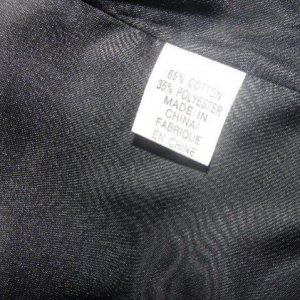 65% COTTON
35% POLYESTER
MADE IN
CHINA
FABRIQUE
EN CHINE